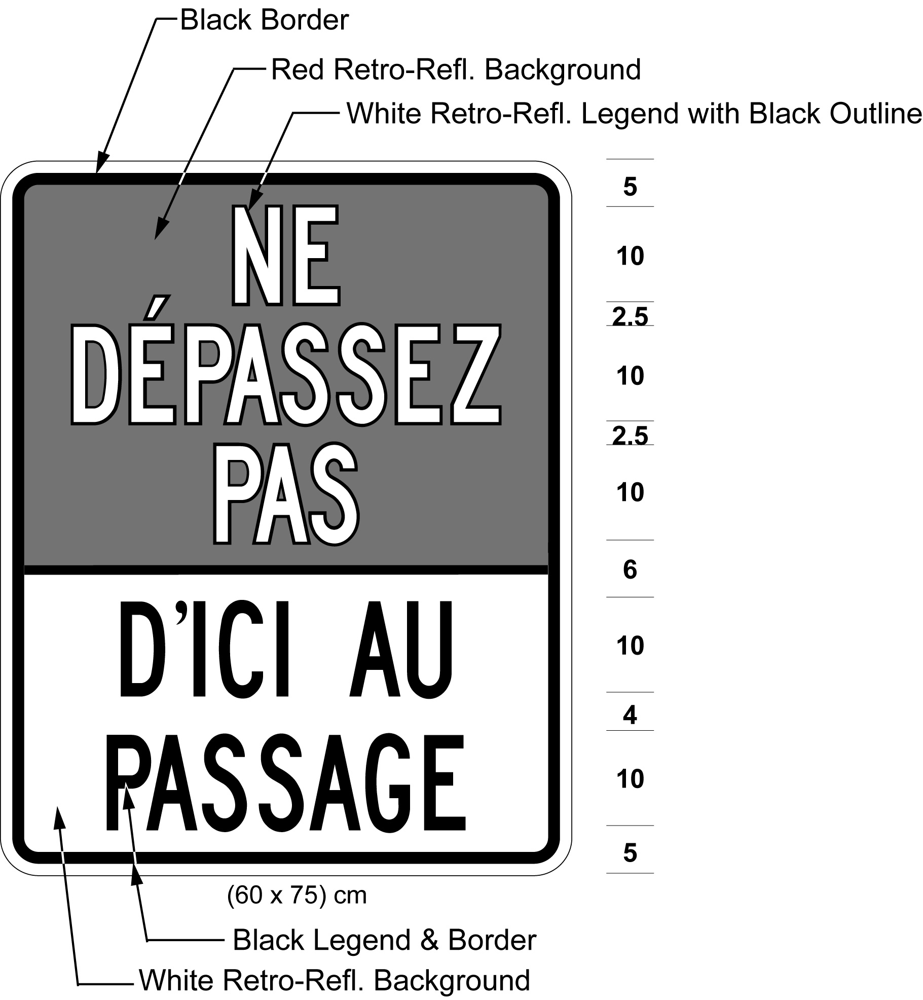 Black Border
Red Retro-Refl. Background
White Retro-Refl. Legend with Black Outline
5
NE
10
2.5
DÉPASSEZ
10
2.5
PAS
10
6
D’ICI AU
10
4
PASSAGE
10
5
(60 x 75) cm
Black Legend & Border
White Retro-Refl. Background